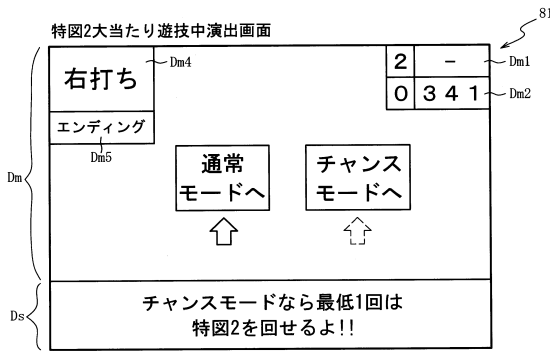 特図2大当たり遊技中演出画面
81
右打ち
Dm4
2 - Dm1
0 341 Dm2
エンディング
Dm5
Dm
通常
モードへ
チャンス
モードへ
Ds
チャンスモードなら最低1回は
特図2を回せるよ!!